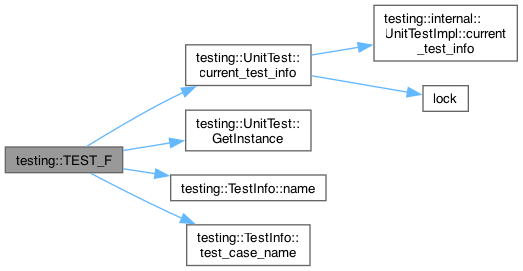 testing::TEST_F
testing::UnitTest::
current_test_info
testing::internal::
UnitTestImpl::current
_test_info
lock
testing::UnitTest::
GetInstance
testing::TestInfo::name
testing::TestInfo::
test_case_name